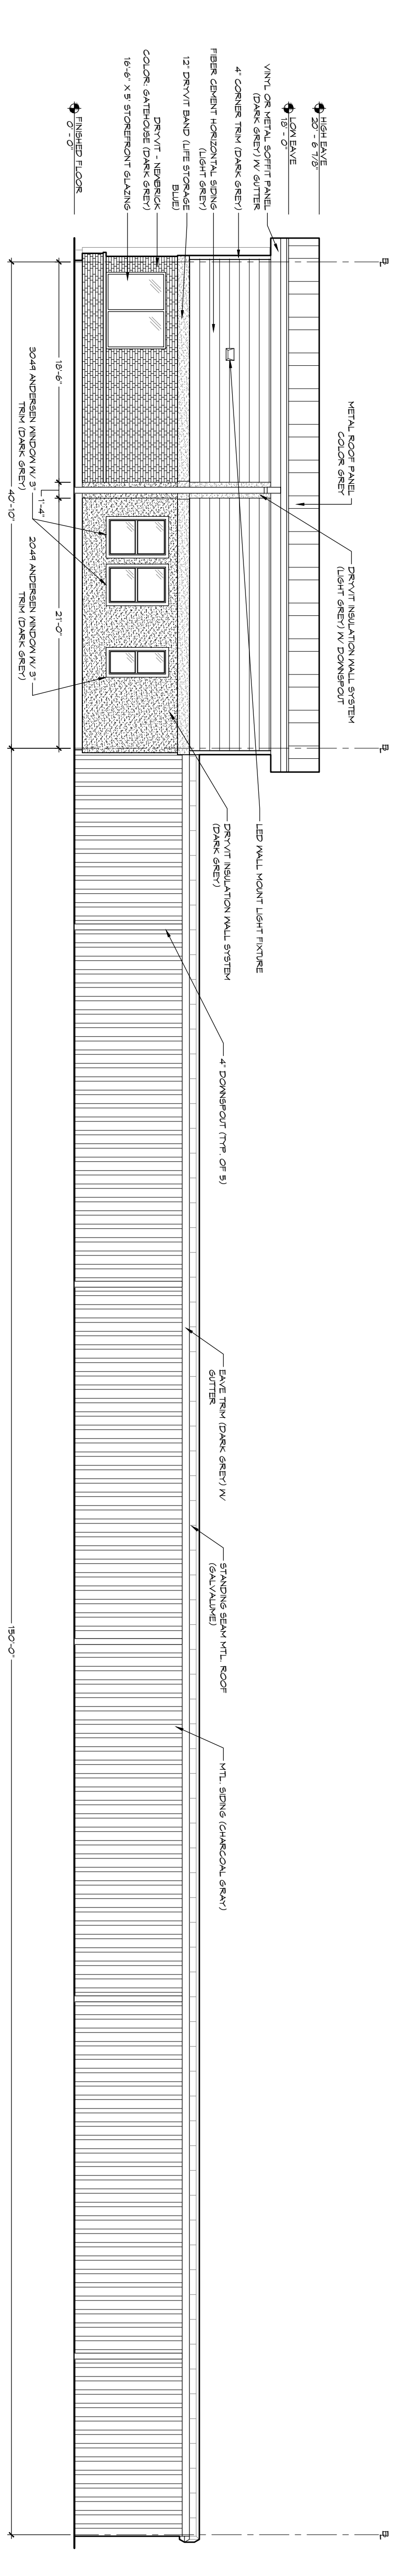 HIGH EAVE
20' - 6 7/8"
LOW EAVE
18' - 0"
VINYL OR METAL SOFFIT PANEL
(DARK GREY) W/ GUTTER
4" CORNER TRIM (DARK GREY)
FIBER CEMENT HORIZONTAL SIDING
(LIGHT GREY)
12" DRYVIT BAND (LIFE STORAGE
BLUE)
DRYVIT - NEWBRICK
COLOR: GATEHOUSE (DARK GREY)
16'-6" X 5' STOREFRONT GLAZING
FINISHED FLOOR
0' - 0"
METAL ROOF PANEL
COLOR GREY
DRYVIT INSULATION WALL SYSTEM
(LIGHT GREY) W/ DOWNSPOUT
LED WALL MOUNT LIGHT FIXTURE
DRYVIT INSULATION WALL SYSTEM
(DARK GREY)
4" DOWNSPOUT (TYP. OF 5)
EAVE TRIM (DARK GREY) W/
GUTTER
STANDING SEAM MTL. ROOF
(GALVALUME)
MTL. SIDING (CHARCOAL GRAY)
18'-6"
1'-4"
21'-0"
3049 ANDERSEN WINDOW W/ 3"
TRIM (DARK GREY)
2049 ANDERSEN WINDOW W/ 3"
TRIM (DARK GREY)
40'-10"
150'-0"